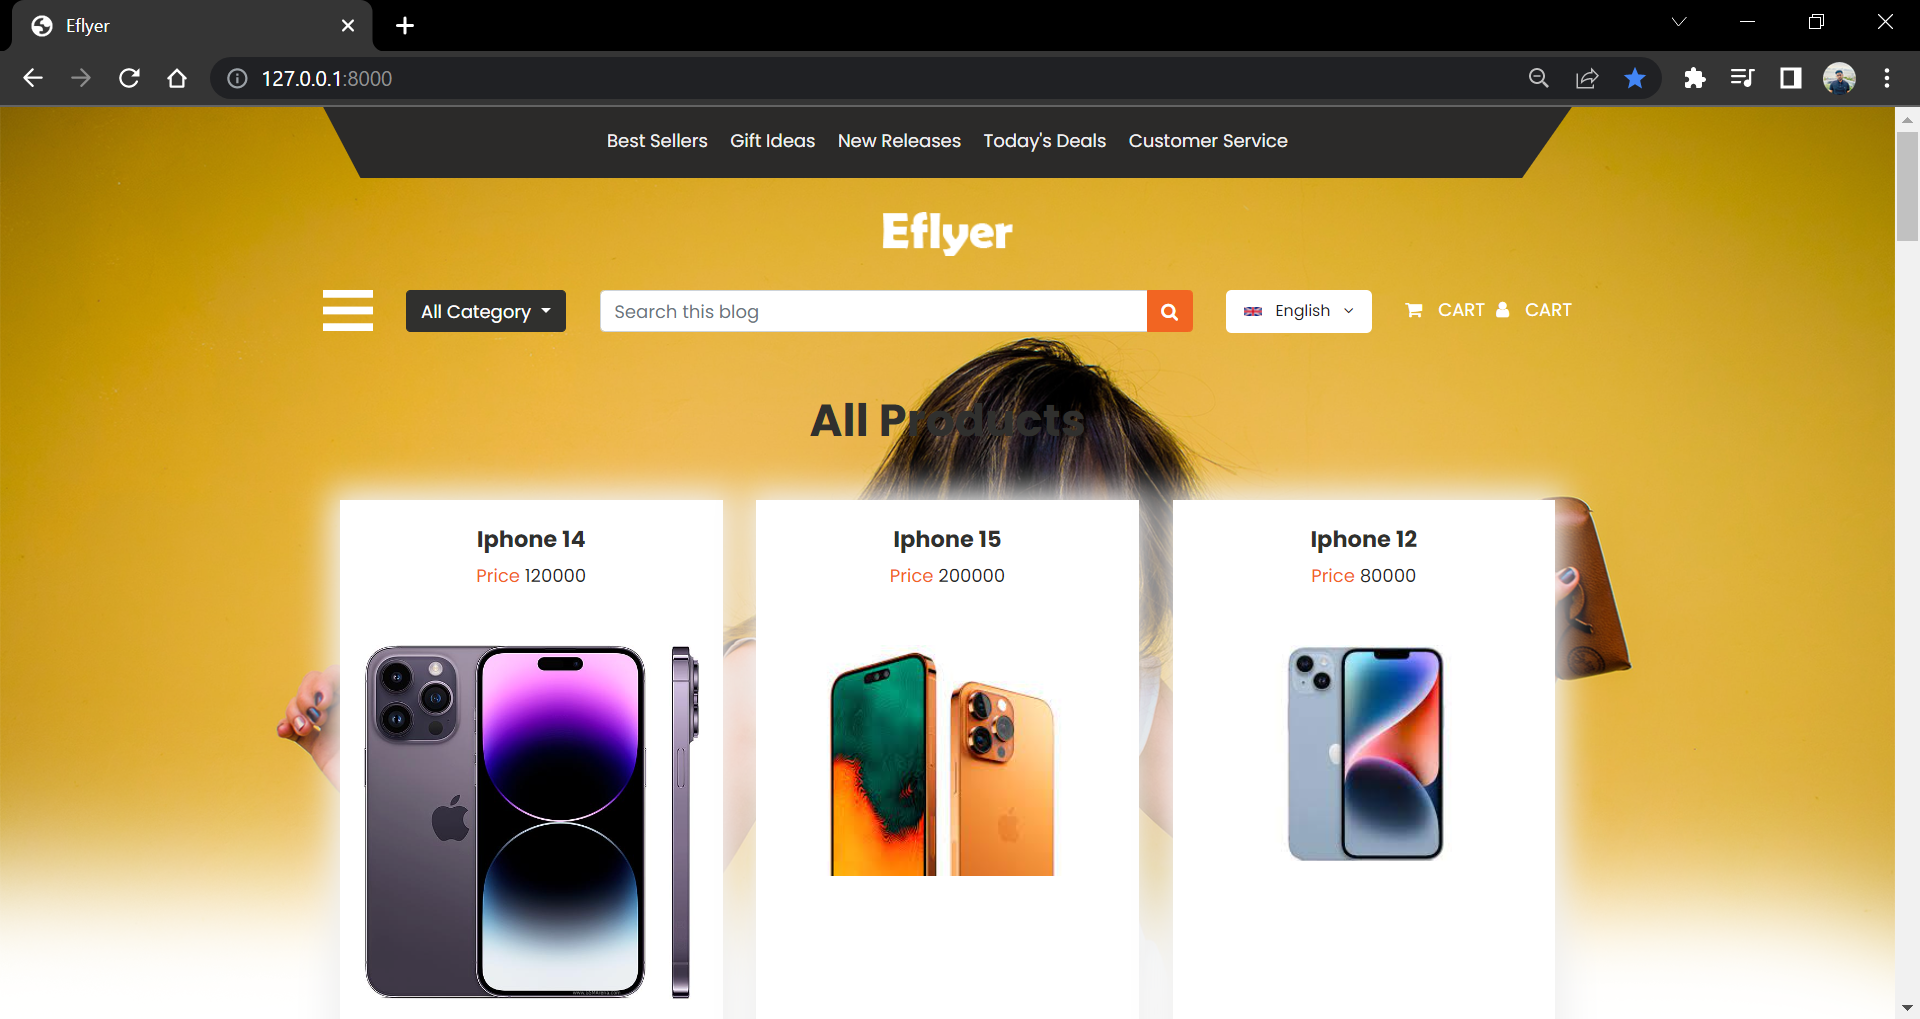 Eflyer
127.0.0.1:8000
Best Sellers Gift Ideas New Releases Today's Deals Customer Service
Eflyer
All Category Search this blog English CART CART
All Products
Iphone 14
Price 120000
Iphone 15
Price 200000
Iphone 12
Price 80000